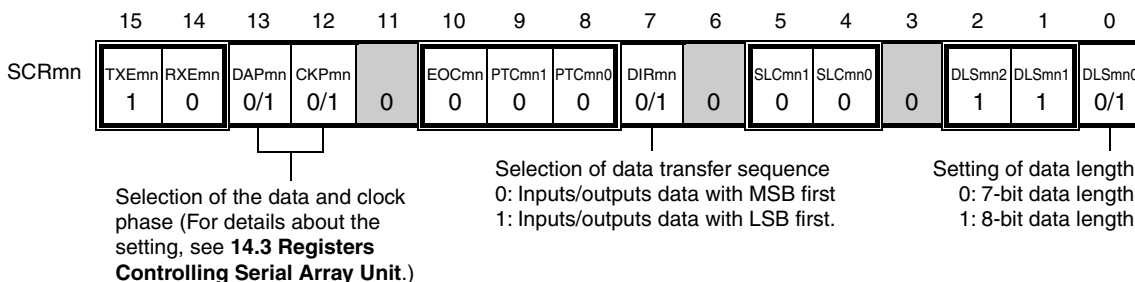 15 14 13 12 11 10 9 8 7 6 5 4 3 2 1 0
SCRmn
TXEmn RXEmn DAPmn CKPmn EOCmn PTCmn1 PTCmn0 DIRmn SLCmn1 SLCmn0 DLSmn2 DLSmn1 DLSmn0
1 0 0/1 0/1 0 0 0 0 0/1 0 0 0 0 1 1 0/1
Selection of the data and clock
phase (For details about the
setting, see 14.3 Registers
Controlling Serial Array Unit.)
Selection of data transfer sequence
0: Inputs/outputs data with MSB first
1: Inputs/outputs data with LSB first.
Setting of data length
0: 7-bit data length
1: 8-bit data length